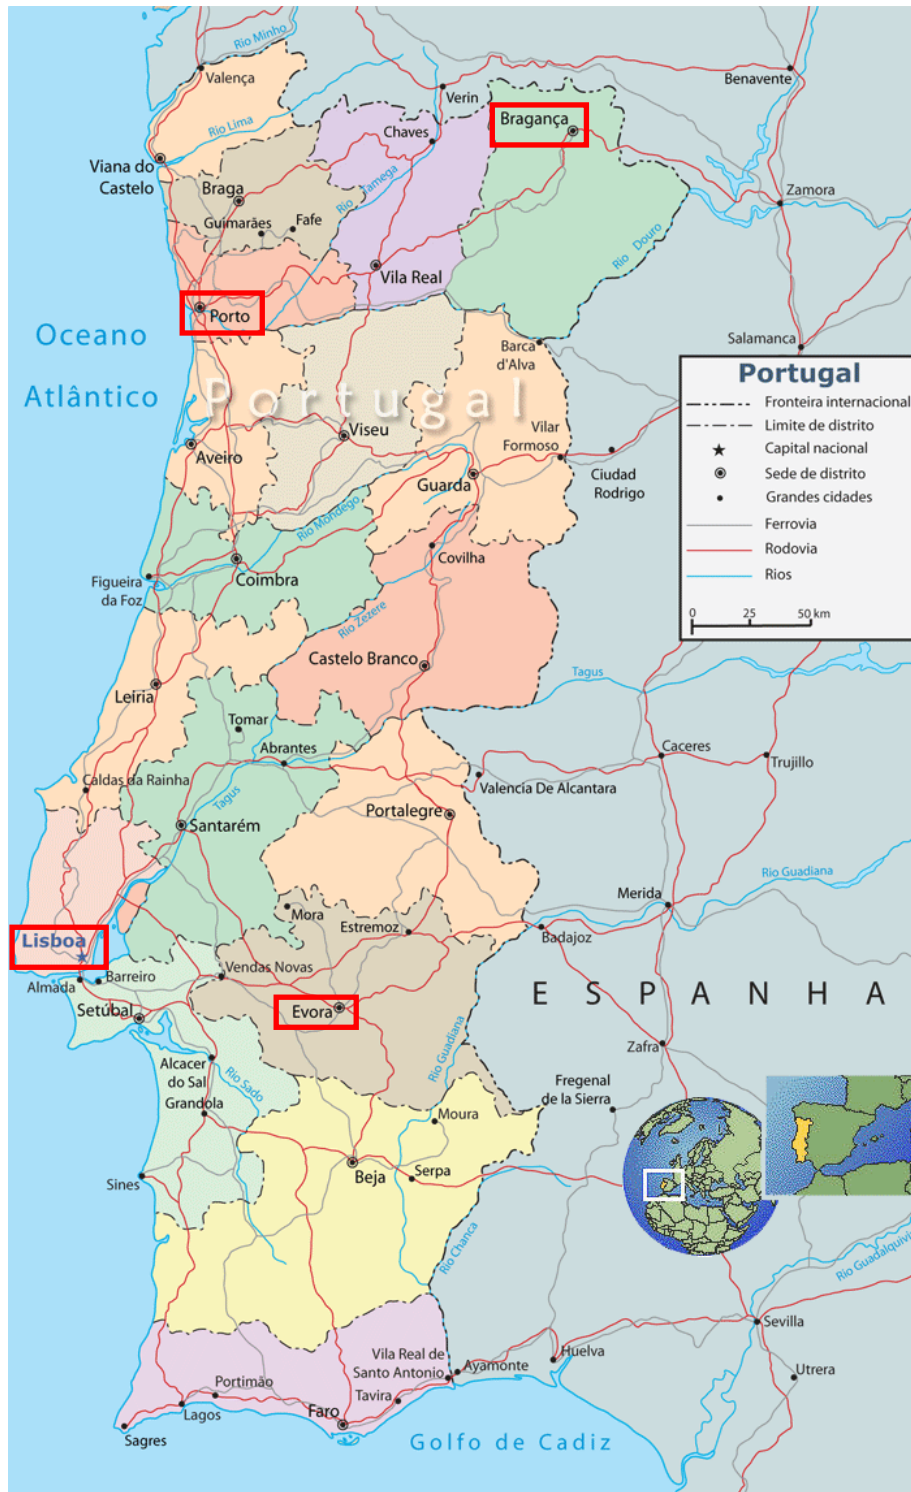 Rio Minho
Valença
Benavente
Verin
Bragança
Rio Lima
Chaves
Viana do
Castelo
Braga
Rio Tamega
Zamora
Guimarães
Fafe
Rio Douro
Vila Real
Porto
Oceano
Atlântico
Salamanca
Barca
d'Alva
Portugal
Portugal
Fronteira internacional
Limite de distrito
Capital nacional
Sede de distrito
Grandes cidades
Ferrovia
Rodovia
Rios
0 25 50 km
Viseu
Vilar
Formoso
Aveiro
Guarda
Ciudad
Rodrigo
Rio Mondego
Covilha
Coimbra
Figueira
da Foz
Rio Zezere
Castelo Branco
Tagus
Leiria
Tomar
Abrantes
Caceres
Trujillo
Caldas da Rainha
Tagus
Valencia De Alcantara
Portalegre
Santarém
Rio Guadiana
Merida
Mora
Estremoz
Badajoz
Lisboa
Almada
Barreiro
Vendas Novas
ESPANHA
Setúbal
Evora
Rio Guadiana
Zafra
Alcacer
do Sal
Rio Sado
Grandola
Fregenal
de la Sierra
Moura
Sines
Beja
Serpa
Rio Chanca
Rio Guadalquivi
Sevilla
Vila Real de
Santo Antonio
Ayamonte
Huelva
Utrera
Portimão
Tavira
Lagos
Faro
Sagres
Golfo de Cadiz